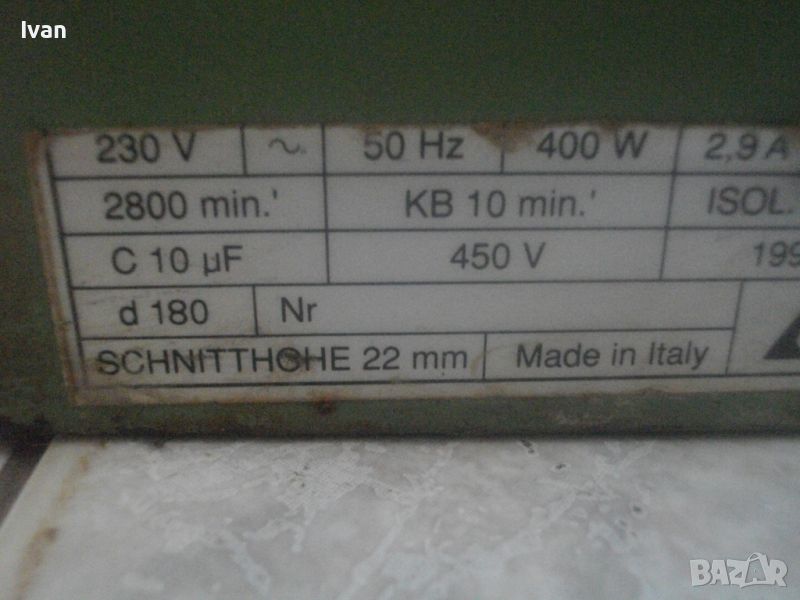 Ivan
230 V ~ 50 Hz 400 W 2,9 A
2800 min.' KB 10 min.' ISOL.
C 10 µF 450 V 199
d 180 Nr
SCHNITTHOHE 22 mm Made in Italy
BAZAR